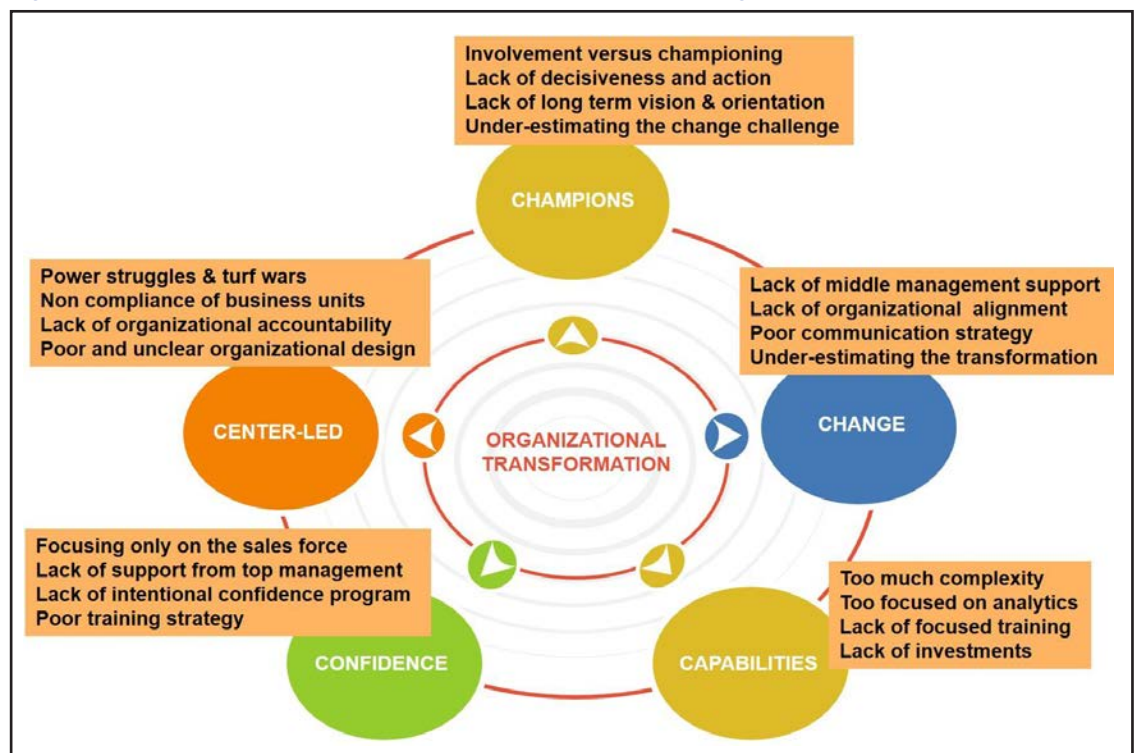 Involvement versus championing
Lack of decisiveness and action
Lack of long term vision & orientation
Under-estimating the change challenge
CHAMPIONS
Power struggles & turf wars
Non compliance of business units
Lack of organizational accountability
Poor and unclear organizational design
CENTER-LED
Lack of middle management support
Lack of organizational alignment
Poor communication strategy
Under-estimating the transformation
CHANGE
ORGANIZATIONAL
TRANSFORMATION
Focusing only on the sales force
Lack of support from top management
Lack of intentional confidence program
Poor training strategy
CONFIDENCE
Too much complexity
Too focused on analytics
Lack of focused training
Lack of investments
CAPABILITIES